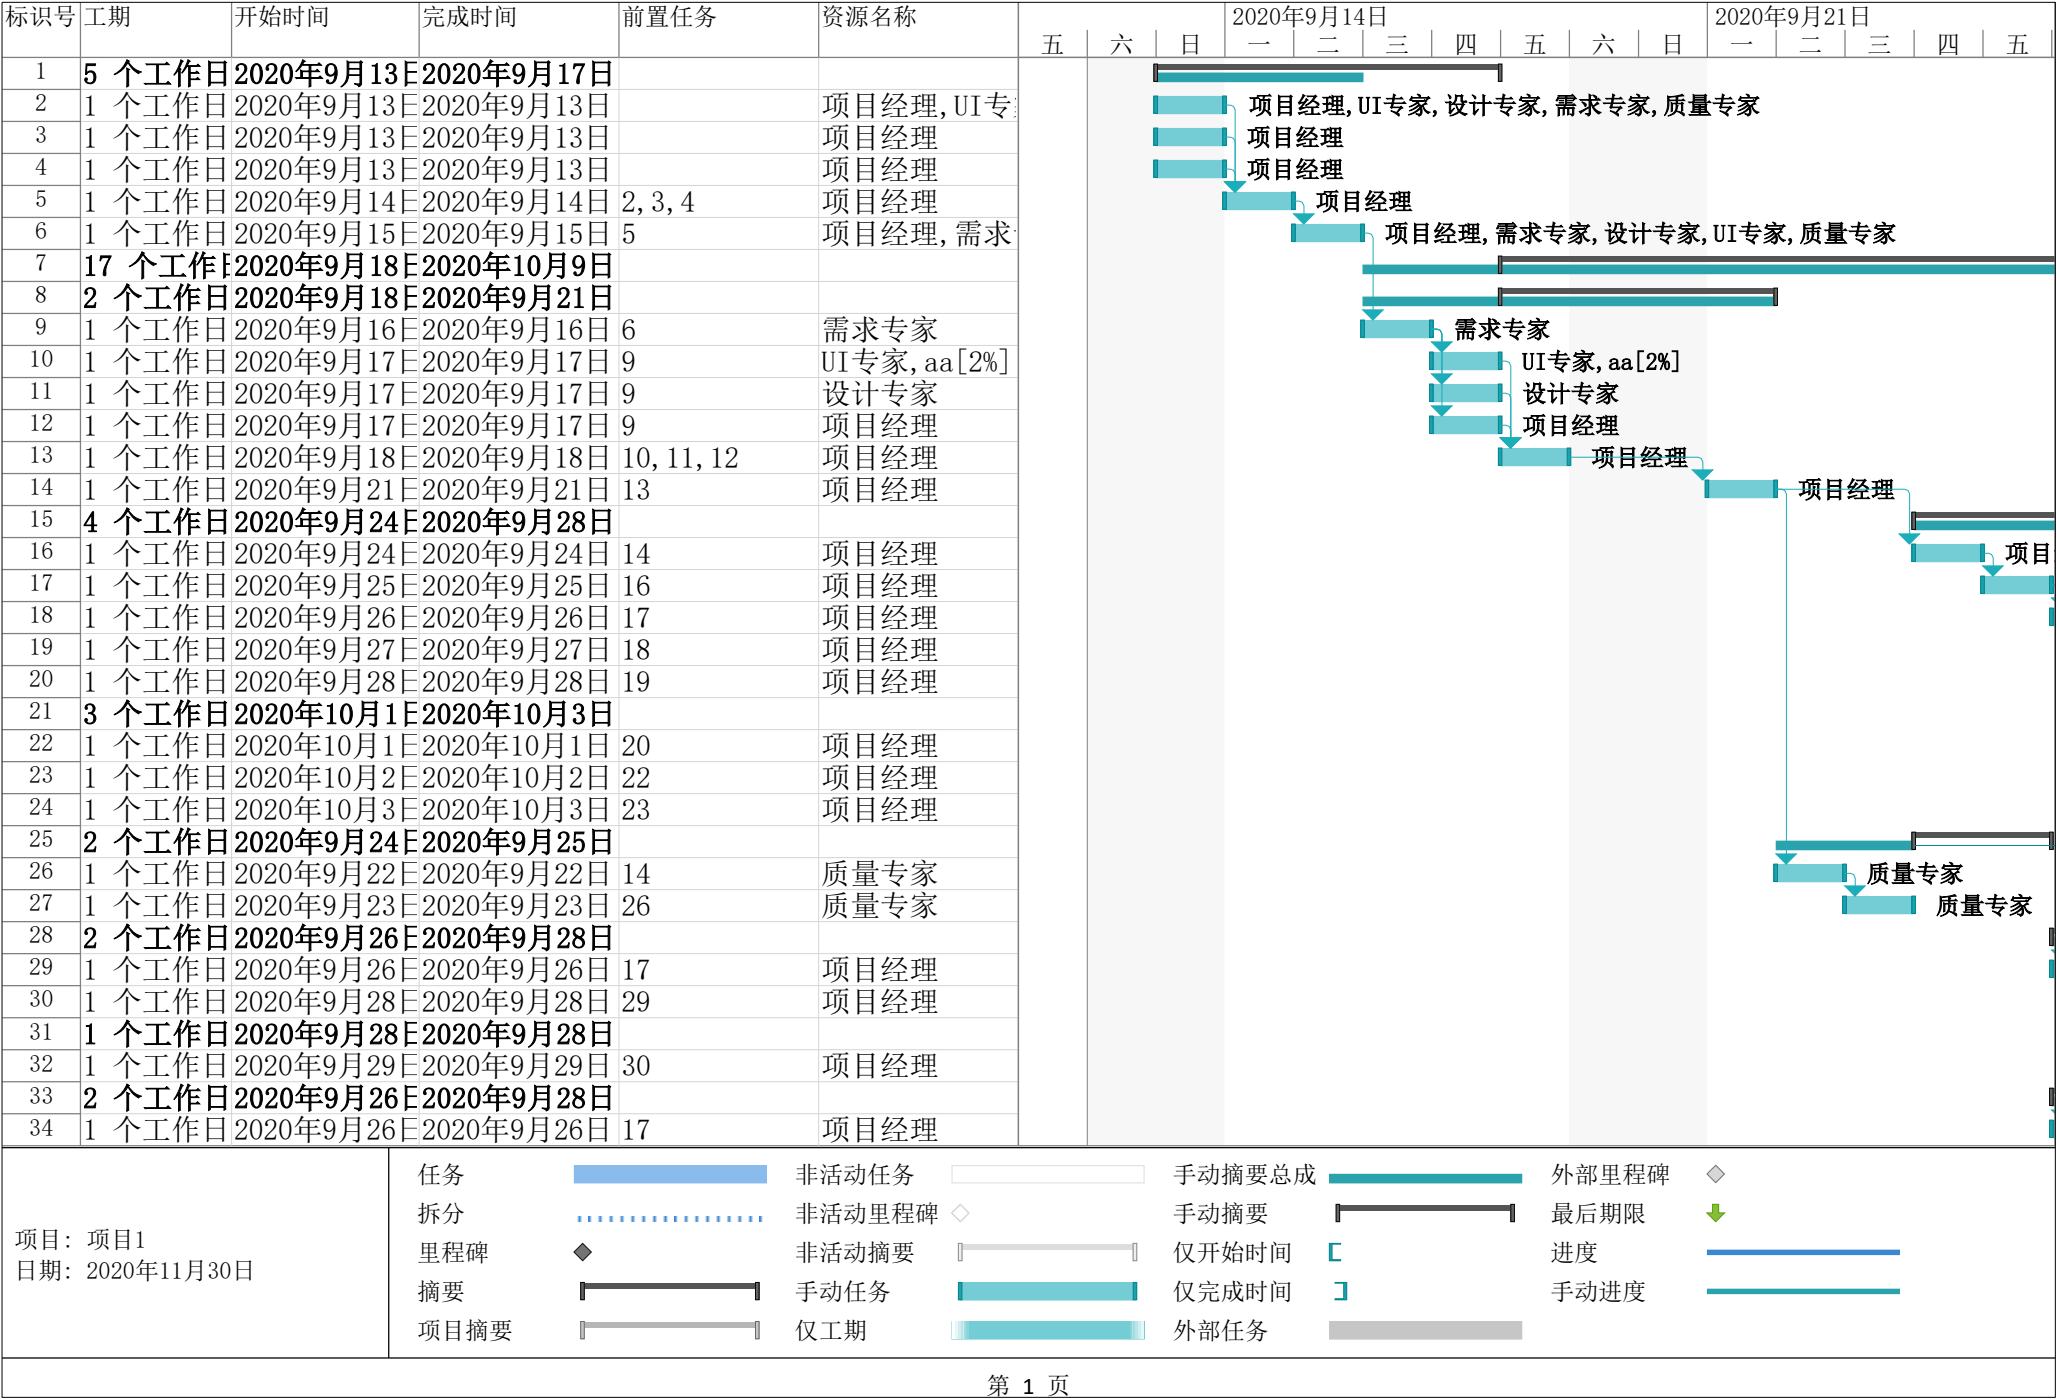 标识号 工期 开始时间 完成时间 前置任务 资源名称 2020年9月14日 2020年9月21日
五 六 日 一 二 三 四 五 六 日 一 二 三 四 五
1 5 个工作日 2020年9月13日 2020年9月17日
2 1 个工作日 2020年9月13日 2020年9月13日 项目经理,UI专 项目经理,UI专家,设计专家,需求专家,质量专家
3 1 个工作日 2020年9月13日 2020年9月13日 项目经理 项目经理
4 1 个工作日 2020年9月13日 2020年9月13日 项目经理 项目经理
5 1 个工作日 2020年9月14日 2020年9月14日 2,3,4 项目经理 项目经理
6 1 个工作日 2020年9月15日 2020年9月15日 5 项目经理,需求 项目经理,需求专家,设计专家,UI专家,质量专家
7 17 个工作日 2020年9月18日 2020年10月9日
8 2 个工作日 2020年9月18日 2020年9月21日
9 1 个工作日 2020年9月16日 2020年9月16日 6 需求专家 需求专家
10 1 个工作日 2020年9月17日 2020年9月17日 9 UI专家,aa[2%] UI专家,aa[2%]
11 1 个工作日 2020年9月17日 2020年9月17日 9 设计专家 设计专家
12 1 个工作日 2020年9月17日 2020年9月17日 9 项目经理 项目经理
13 1 个工作日 2020年9月18日 2020年9月18日 10,11,12 项目经理 项目经理
14 1 个工作日 2020年9月21日 2020年9月21日 13 项目经理 项目经理
15 4 个工作日 2020年9月24日 2020年9月28日
16 1 个工作日 2020年9月24日 2020年9月24日 14 项目经理 项目
17 1 个工作日 2020年9月25日 2020年9月25日 16 项目经理
18 1 个工作日 2020年9月26日 2020年9月26日 17 项目经理
19 1 个工作日 2020年9月27日 2020年9月27日 18 项目经理
20 1 个工作日 2020年9月28日 2020年9月28日 19 项目经理
21 3 个工作日 2020年10月1日 2020年10月3日
22 1 个工作日 2020年10月1日 2020年10月1日 20 项目经理
23 1 个工作日 2020年10月2日 2020年10月2日 22 项目经理
24 1 个工作日 2020年10月3日 2020年10月3日 23 项目经理
25 2 个工作日 2020年9月24日 2020年9月25日
26 1 个工作日 2020年9月22日 2020年9月22日 14 质量专家 质量专家
27 1 个工作日 2020年9月23日 2020年9月23日 26 质量专家 质量专家
28 2 个工作日 2020年9月26日 2020年9月28日
29 1 个工作日 2020年9月26日 2020年9月26日 17 项目经理
30 1 个工作日 2020年9月28日 2020年9月28日 29 项目经理
31 1 个工作日 2020年9月28日 2020年9月28日
32 1 个工作日 2020年9月29日 2020年9月29日 30 项目经理
33 2 个工作日 2020年9月26日 2020年9月28日
34 1 个工作日 2020年9月26日 2020年9月26日 17 项目经理
项目: 项目1
日期: 2020年11月30日
任务 非活动任务 手动摘要总成 外部里程碑
拆分 非活动里程碑 手动摘要 最后期限
里程碑 非活动摘要 仅开始时间 进度
摘要 手动任务 仅完成时间 手动进度
项目摘要 仅工期 外部任务
第 1 页